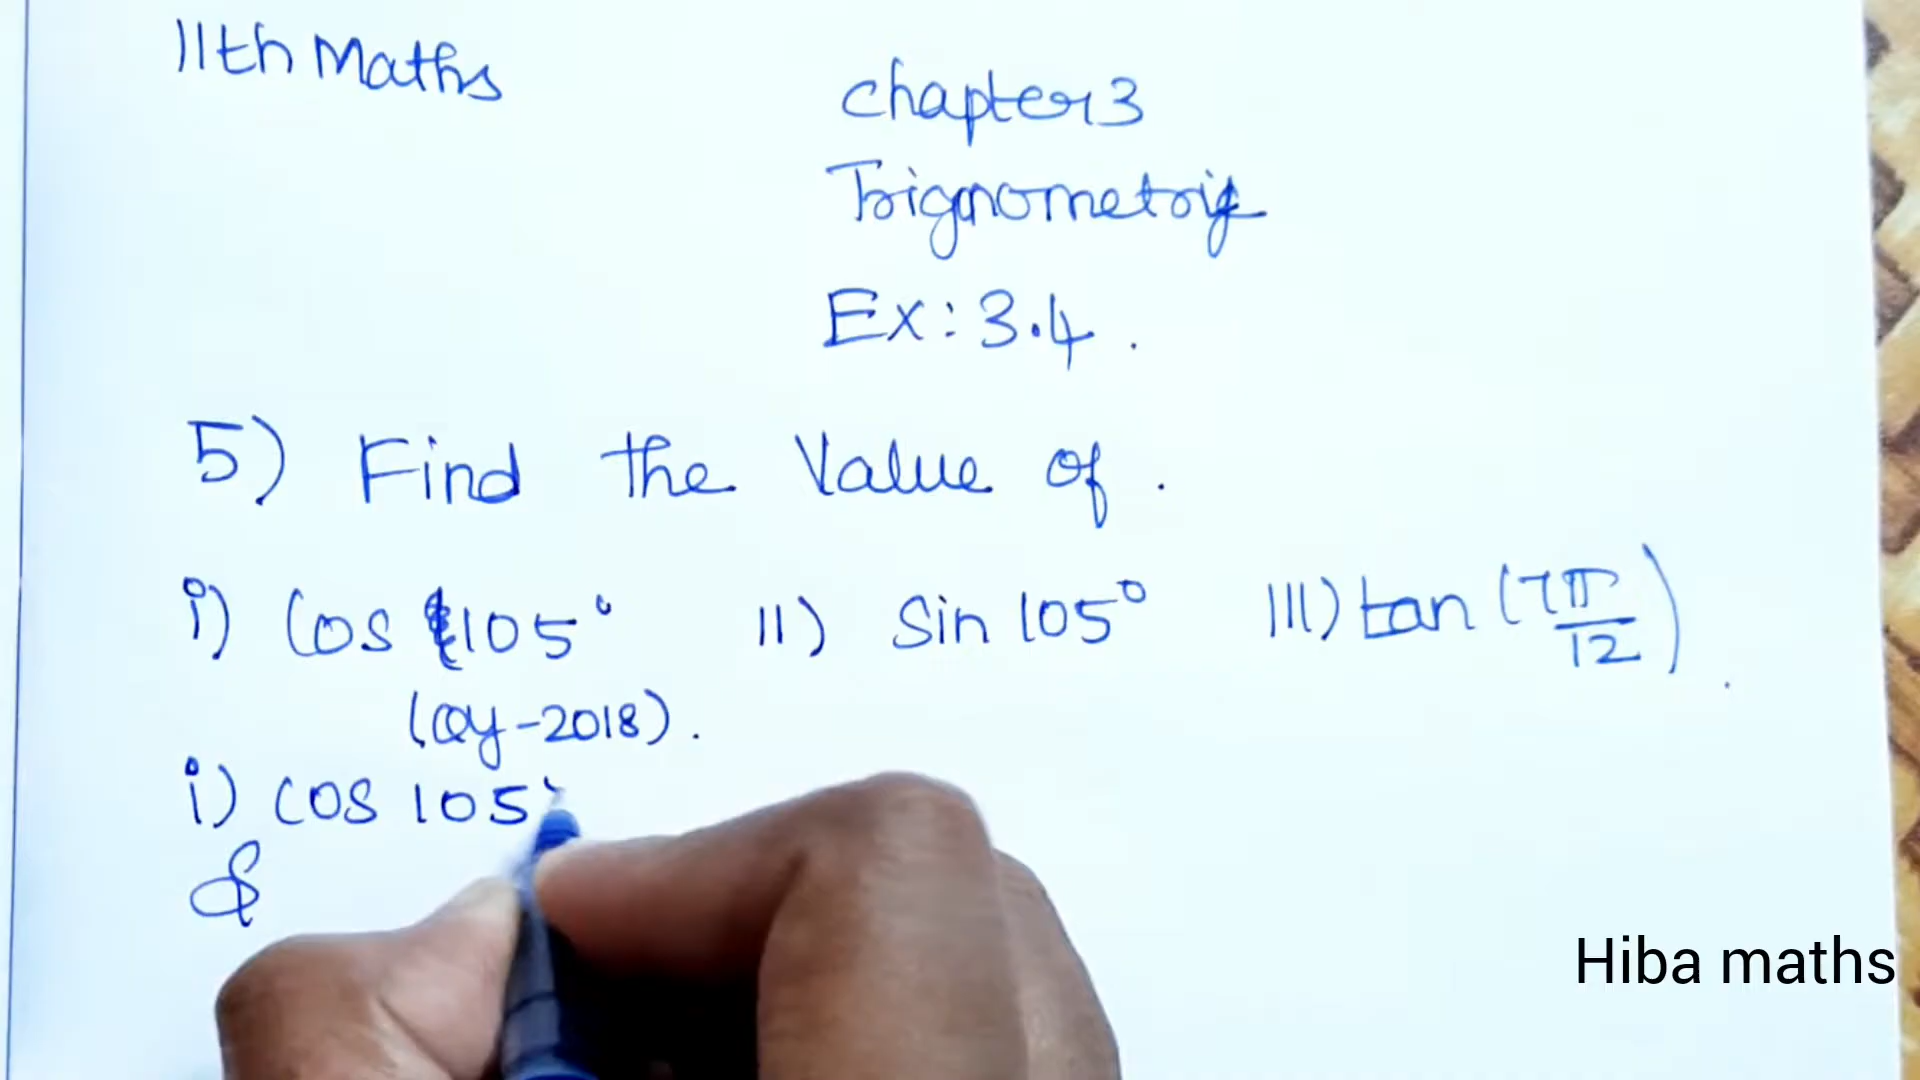 11th Maths
Chapter 3
Trignometriy
Ex: 3.4.
5) Find the Value of.
i) Cos 105° ii) Sin 105° iii) tan (7π/12).
(Qy-2018).
i) cos 105°
Hiba maths